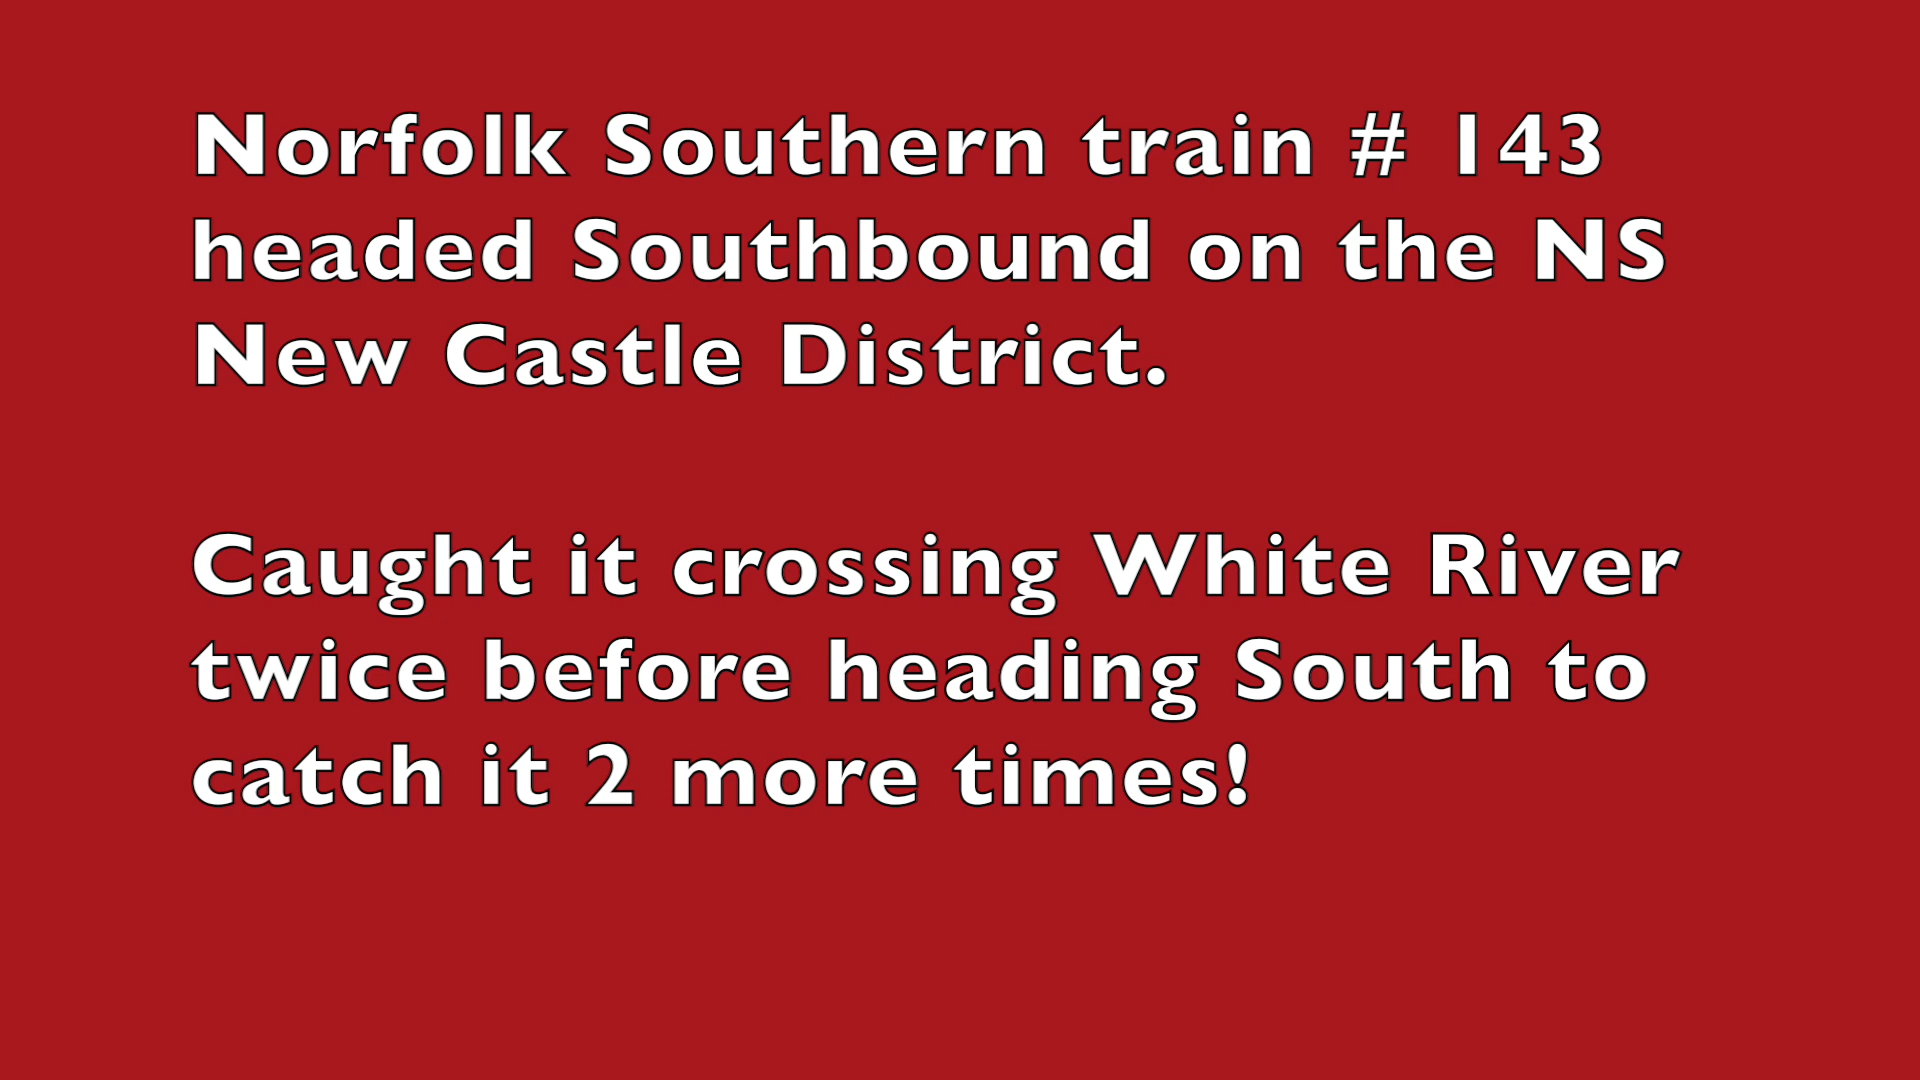 Norfolk Southern train # 143
headed Southbound on the NS
New Castle District.
Caught it crossing White River
twice before heading South to
catch it 2 more times!